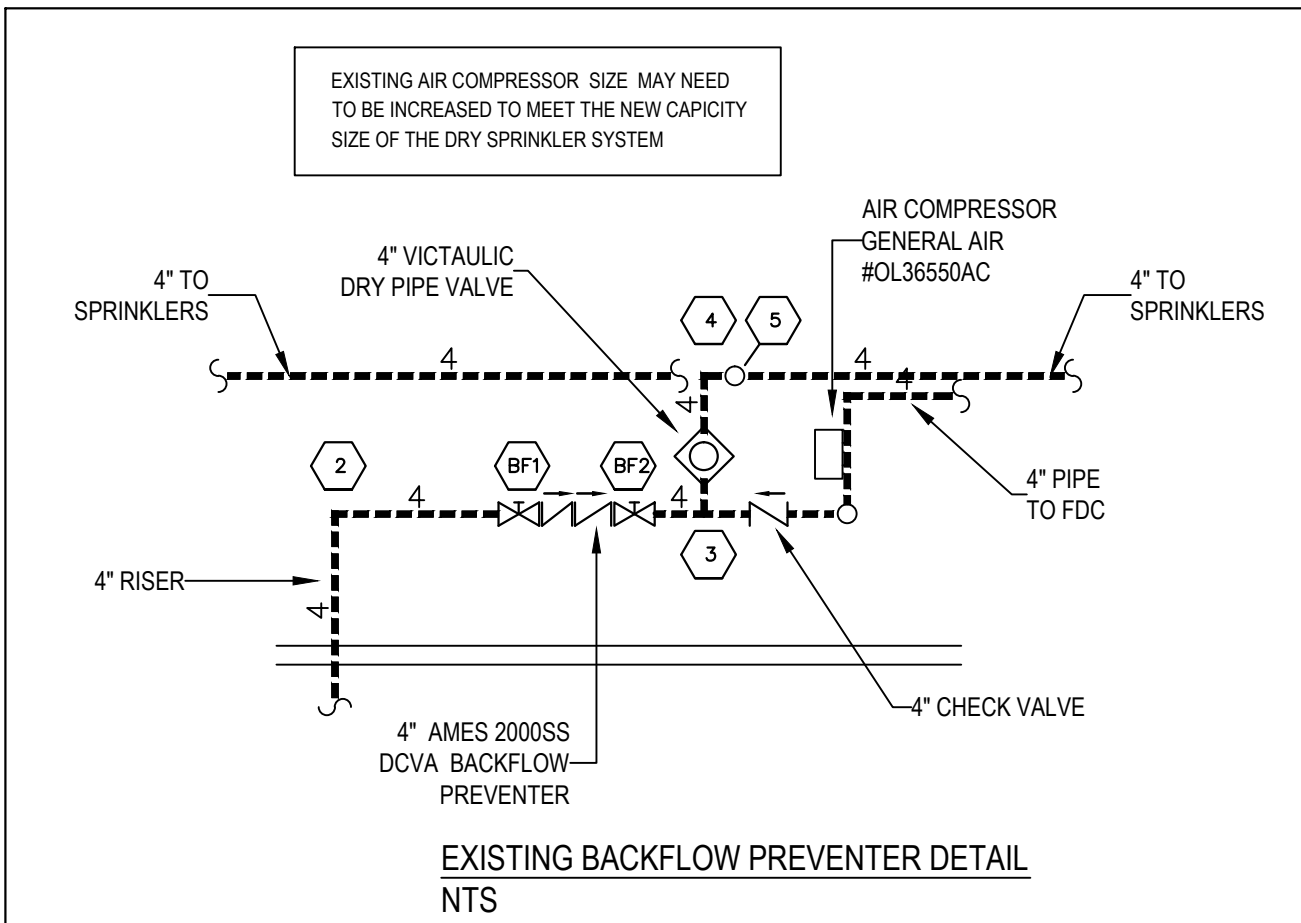 EXISTING AIR COMPRESSOR SIZE MAY NEED
TO BE INCREASED TO MEET THE NEW CAPICITY
SIZE OF THE DRY SPRINKLER SYSTEM
AIR COMPRESSOR
GENERAL AIR
#OL36550AC
4" VICTAULIC
DRY PIPE VALVE
4" TO
SPRINKLERS
4" TO
SPRINKLERS
4
5
4
4
4
4
2
BF1
BF2
4
4
3
4" PIPE
TO FDC
4" RISER
4
4" CHECK VALVE
4" AMES 2000SS
DCVA BACKFLOW
PREVENTER
EXISTING BACKFLOW PREVENTER DETAIL
NTS